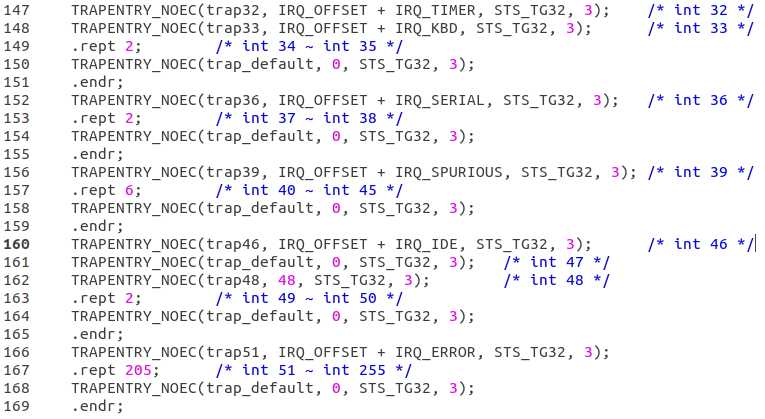 147 TRAPENTRY_NOEC(trap32, IRQ_OFFSET + IRQ_TIMER, STS_TG32, 3); /* int 32 */
148 TRAPENTRY_NOEC(trap33, IRQ_OFFSET + IRQ_KBD, STS_TG32, 3); /* int 33 */
149 .rept 2; /* int 34 ~ int 35 */
150 TRAPENTRY_NOEC(trap_default, 0, STS_TG32, 3);
151 .endr;
152 TRAPENTRY_NOEC(trap36, IRQ_OFFSET + IRQ_SERIAL, STS_TG32, 3); /* int 36 */
153 .rept 2; /* int 37 ~ int 38 */
154 TRAPENTRY_NOEC(trap_default, 0, STS_TG32, 3);
155 .endr;
156 TRAPENTRY_NOEC(trap39, IRQ_OFFSET + IRQ_SPURIOUS, STS_TG32, 3); /* int 39 */
157 .rept 6; /* int 40 ~ int 45 */
158 TRAPENTRY_NOEC(trap_default, 0, STS_TG32, 3);
159 .endr;
160 TRAPENTRY_NOEC(trap46, IRQ_OFFSET + IRQ_IDE, STS_TG32, 3); /* int 46 */
161 TRAPENTRY_NOEC(trap_default, 0, STS_TG32, 3); /* int 47 */
162 TRAPENTRY_NOEC(trap48, 48, STS_TG32, 3); /* int 48 */
163 .rept 2; /* int 49 ~ int 50 */
164 TRAPENTRY_NOEC(trap_default, 0, STS_TG32, 3);
165 .endr;
166 TRAPENTRY_NOEC(trap51, IRQ_OFFSET + IRQ_ERROR, STS_TG32, 3);
167 .rept 205; /* int 51 ~ int 255 */
168 TRAPENTRY_NOEC(trap_default, 0, STS_TG32, 3);
169 .endr;